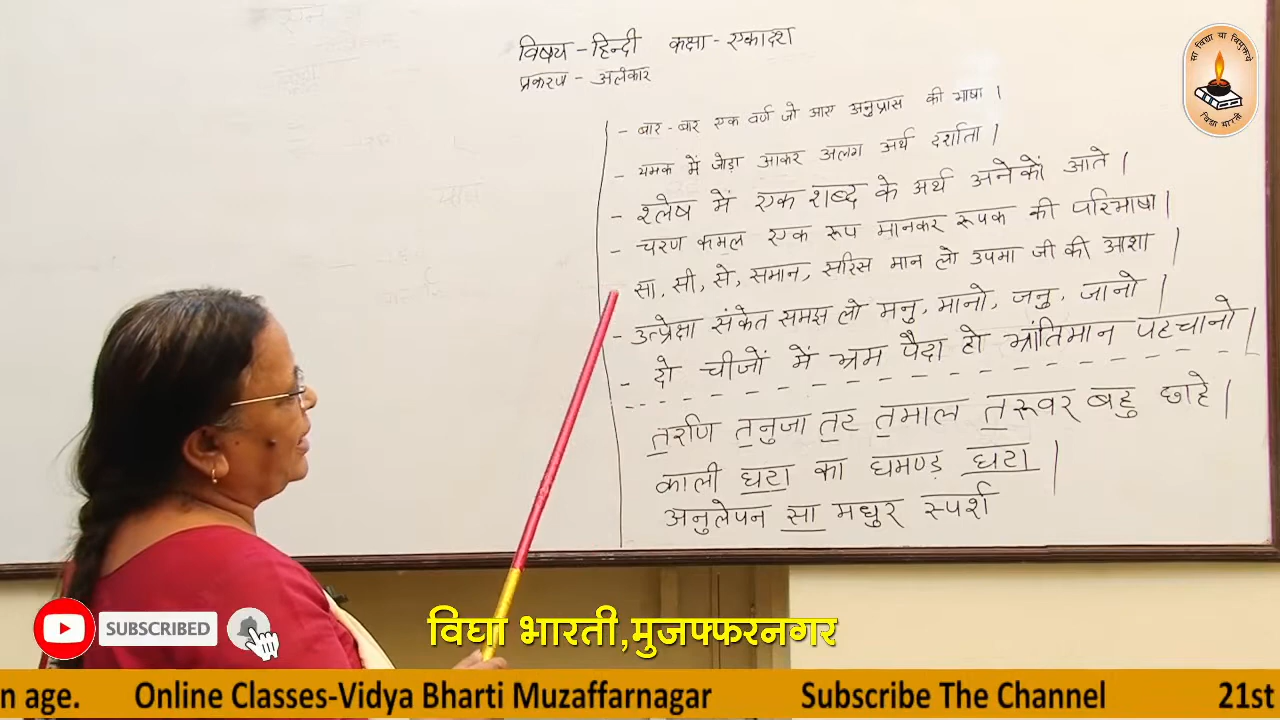 विषय - हिन्दी कक्षा - एकादश
प्रकरण - अलंकार
- बार-बार एक वर्ण जो आए अनुप्रास की भाषा ।
- यमक में जोड़ा आकर अलग अर्थ दर्शाता ।
- श्लेष में एक शब्द के अर्थ अनेकों आते ।
- चरण कमल एक रूप मानकर रूपक की परिभाषा ।
- सा, सी, से, समान, सरिस मान लो उपमा जी की आशा ।
- उत्प्रेक्षा संकेत समझ लो मनु, मानो, जनु, जानो ।
- दो चीजों में भ्रम पैदा हो भ्रांतिमान पहचानो ।
तर्राण तनुजा तट तमाल तरूवर बहु छाहे ।
काली घटा का घमण्ड़ घटा ।
अनुलेपन सा मधुर स्पर्श
सा विद्या या विमुक्तये
विद्या भारती
SUBSCRIBED
विद्या भारती,मुजफ्फरनगर
n age. Online Classes-Vidya Bharti Muzaffarnagar Subscribe The Channel 21st